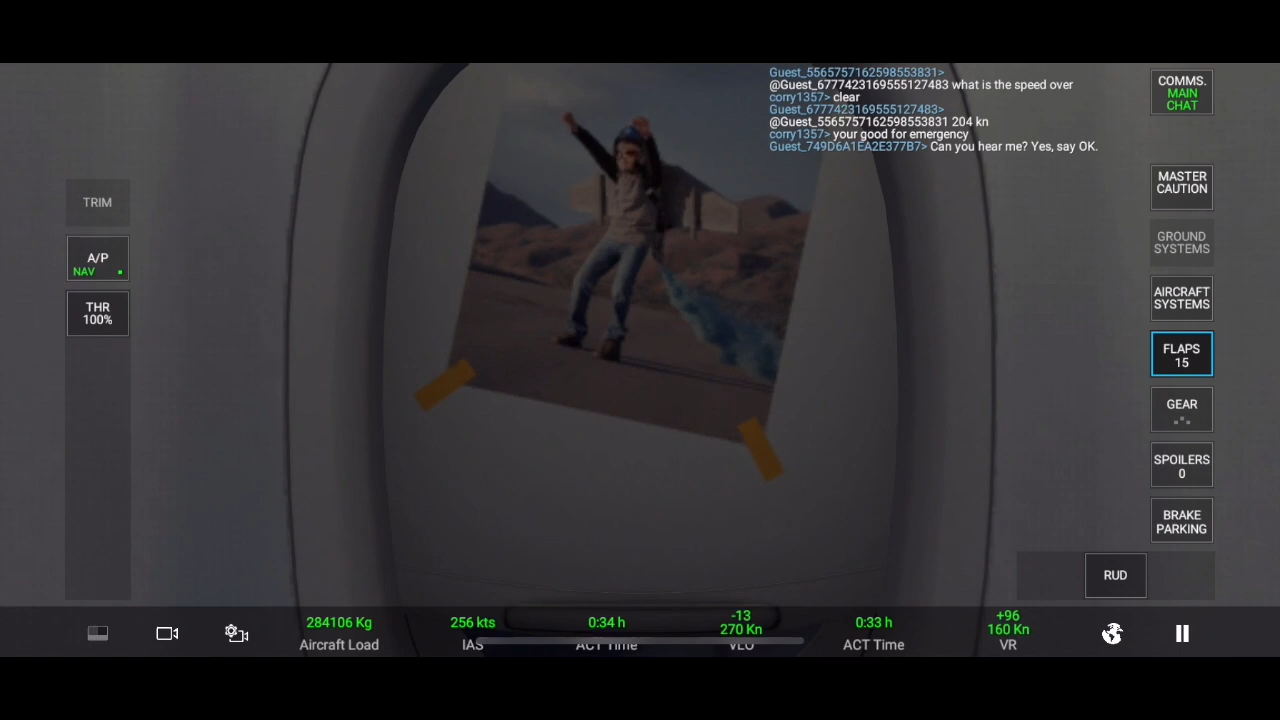 Guest_5565757162598553831>
@Guest_6777423169555127483 what is the speed over
corry1357> clear
Guest_6777423169555127483>
@Guest_5565757162598553831 204 kn
corry1357> your good for emergency
Guest_749D6A1EA2E377B7> Can you hear me? Yes, say OK.
COMMS.
MAIN
CHAT
MASTER
CAUTION
GROUND
SYSTEMS
AIRCRAFT
SYSTEMS
FLAPS
15
GEAR
SPOILERS
0
BRAKE
PARKING
RUD
TRIM
A/P
NAV
THR
100%
284106 Kg
Aircraft Load
256 kts
IAS
0:34 h
ACT Time
-13
270 Kn
VLO
0:33 h
ACT Time
+96
160 Kn
VR